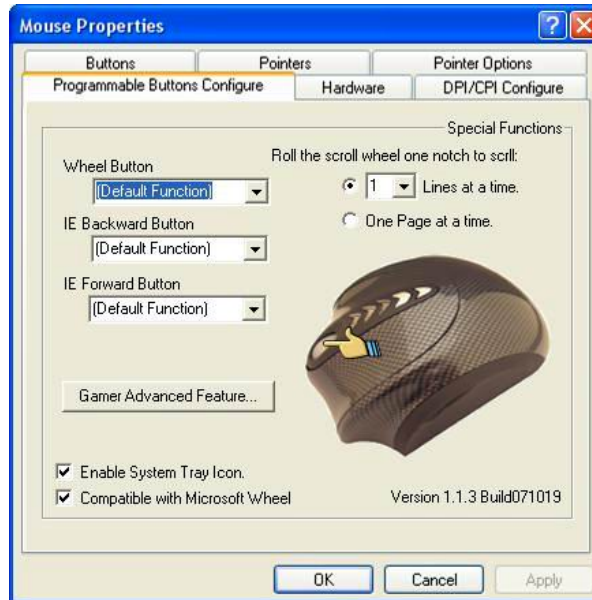 Mouse Properties
Buttons
Pointers
Pointer Options
Programmable Buttons Configure
Hardware
DPI/CPI Configure
Special Functions
Roll the scroll wheel one notch to scrll:
Wheel Button
(Default Function)
1
Lines at a time.
IE Backward Button
One Page at a time.
(Default Function)
IE Forward Button
(Default Function)
Gamer Advanced Feature...
Enable System Tray Icon.
Compatible with Microsoft Wheel
Version 1.1.3 Build071019
OK
Cancel
Apply